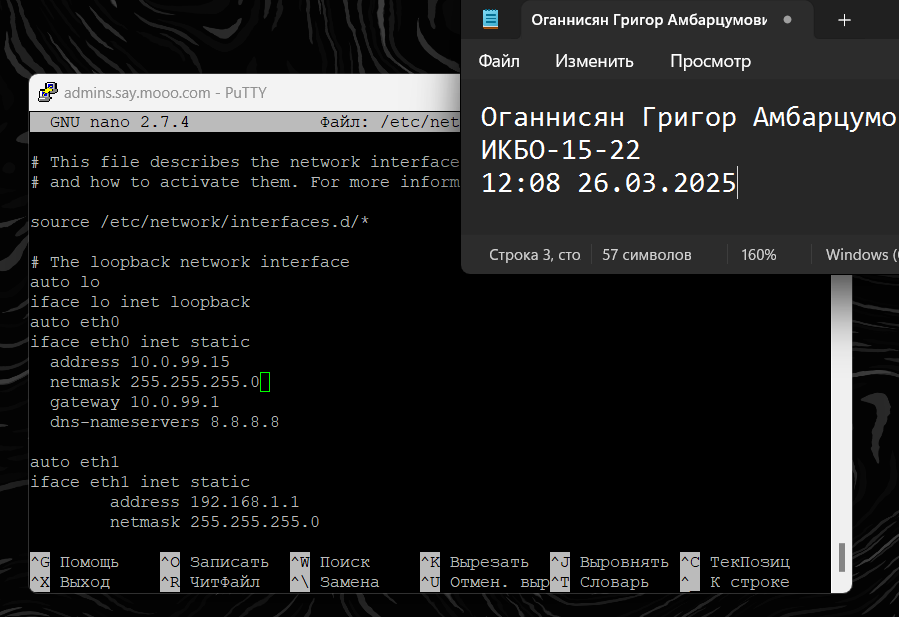 Оганнисян Григор Амбарцумови
Файл Изменить Просмотр
Оганнисян Григор Амбарцумо
ИКБО-15-22
12:08 26.03.2025
Строка 3, сто 57 символов 160% Windows (
admins.say.mooo.com - PuTTY
GNU nano 2.7.4 Файл: /etc/net
# This file describes the network interface
# and how to activate them. For more inform
source /etc/network/interfaces.d/*
# The loopback network interface
auto lo
iface lo inet loopback
auto eth0
iface eth0 inet static
address 10.0.99.15
netmask 255.255.255.0
gateway 10.0.99.1
dns-nameservers 8.8.8.8
auto eth1
iface eth1 inet static
address 192.168.1.1
netmask 255.255.255.0
^G Помощь ^O Записать ^W Поиск ^K Вырезать ^J Выровнять ^C ТекПозиц
^X Выход ^R ЧитФайл ^\ Замена ^U Отмен. выр ^T Словарь ^_ К строке